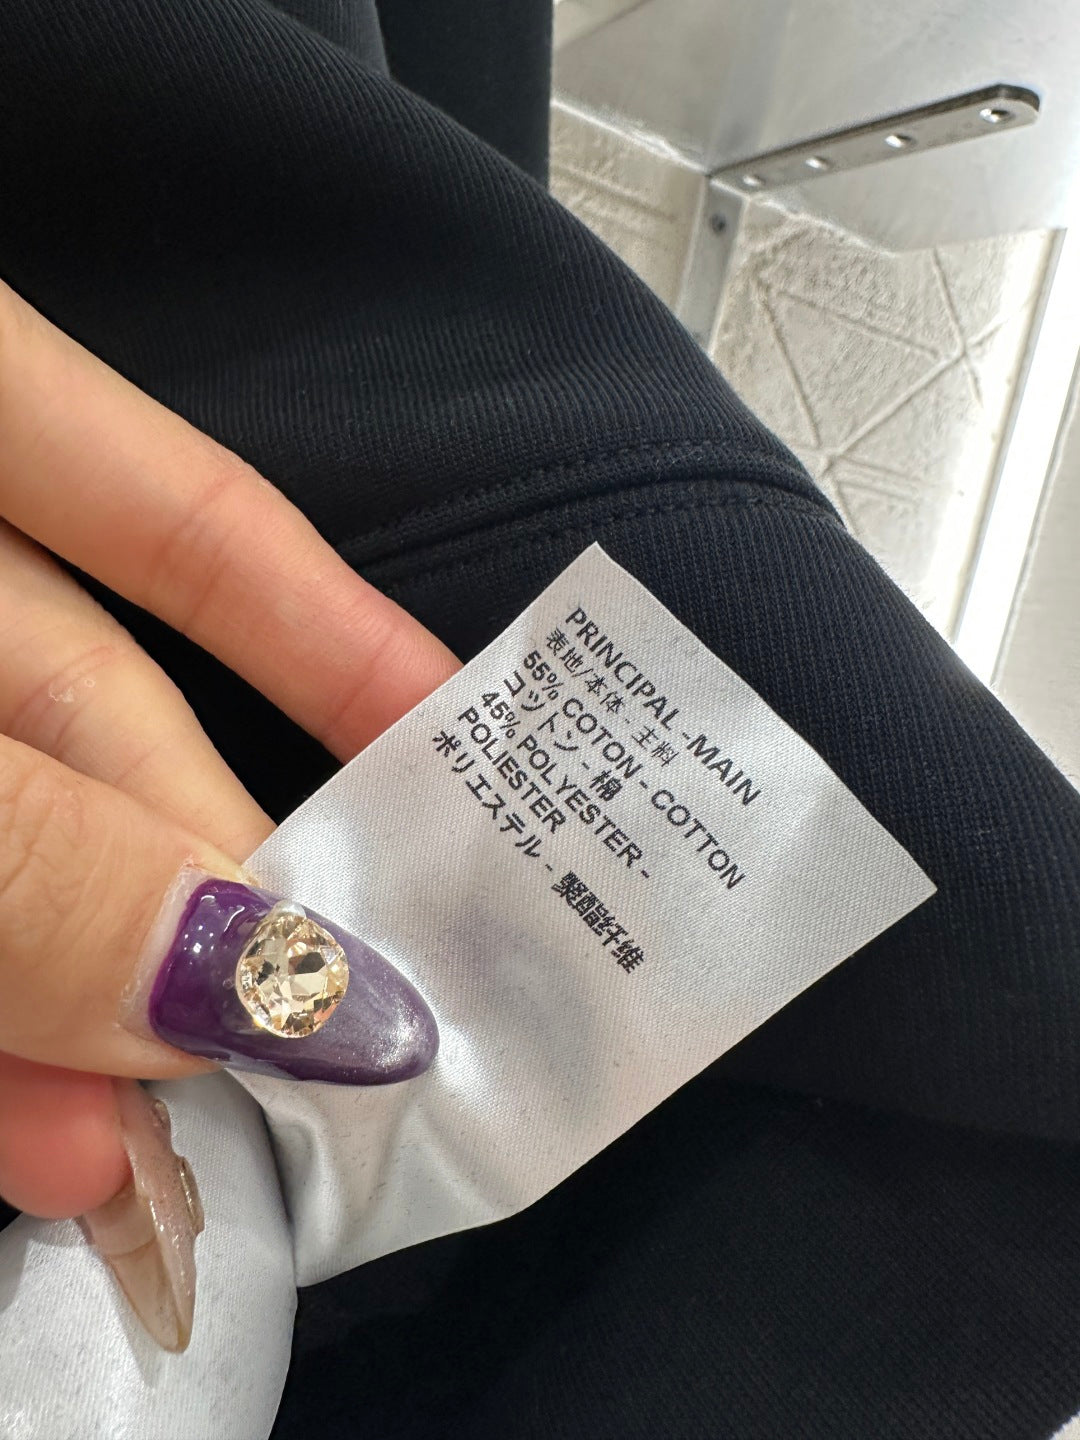 PRINCIPAL -MAIN
表地/本体 - 主料
55% COTON - COTTON
コットン - 棉
45% POLYESTER -
POLIESTER
ポリエステル - 聚酯纤维